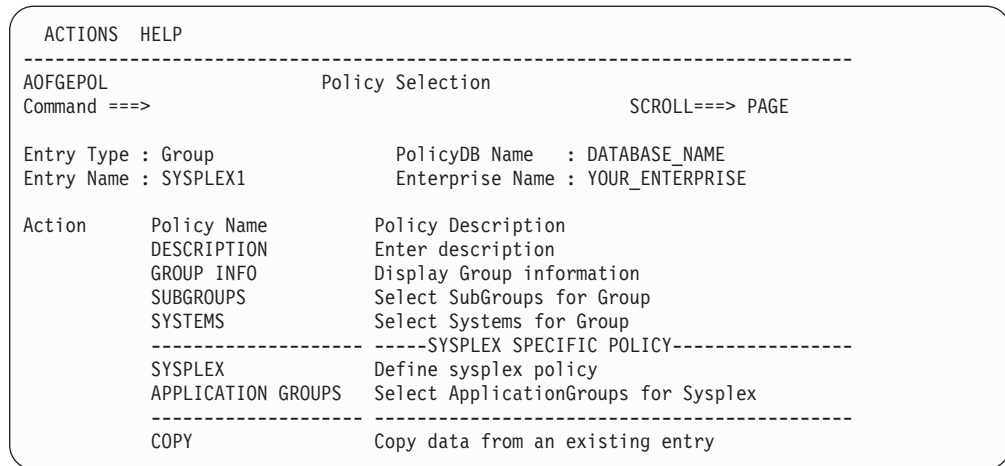 ACTIONS  HELP
-------------------------------------------------------------------------------
AOFGEPOL                    Policy Selection
Command ===>                                              SCROLL===> PAGE
Entry Type : Group                 PolicyDB Name   : DATABASE_NAME
Entry Name : SYSPLEX1              Enterprise Name : YOUR_ENTERPRISE
Action      Policy Name          Policy Description
            DESCRIPTION          Enter description
            GROUP INFO           Display Group information
            SUBGROUPS            Select SubGroups for Group
            SYSTEMS              Select Systems for Group
            -------------------- -----SYSPLEX SPECIFIC POLICY-----------------
            SYSPLEX              Define sysplex policy
            APPLICATION GROUPS   Select ApplicationGroups for Sysplex
            -------------------- ---------------------------------------------
            COPY                 Copy data from an existing entry